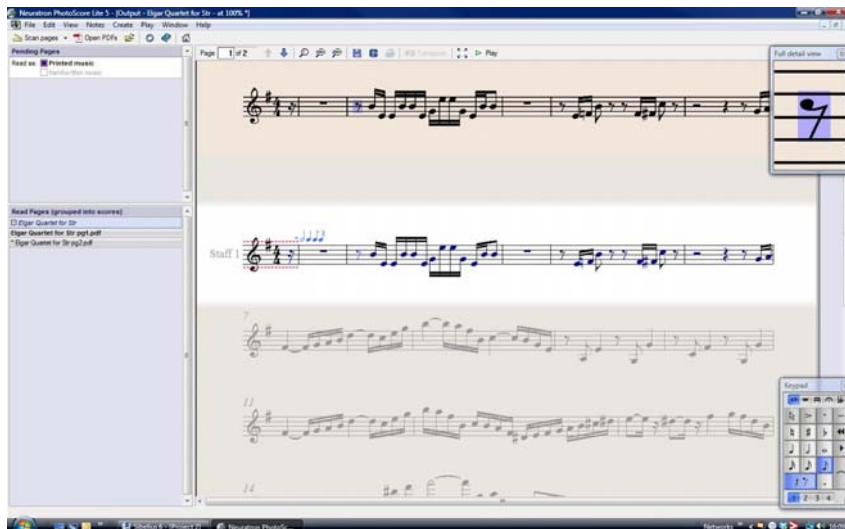 Neuratron PhotoScore Lite 5 - [Output - Elgar Quartet for Str - at 100% *]
File Edit View Notes Create Play Window Help
Scan pages Open PDFs
Pending Pages
Read as: Printed music
Handwritten music
Page 1 of 2 Play
Full detail view
Read Pages (grouped into scores)
Elgar Quartet for Str
Elgar Quartet for Str pg1.pdf
* Elgar Quartet for Str pg2.pdf
Staff 1
7
11
14
Keypad
1 2 3 4
Sibelius 6 - [Project 2]
Neuratron PhotoSc...
Networks